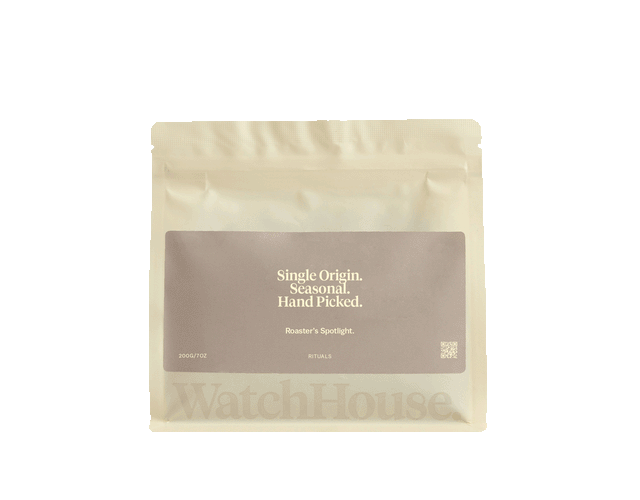 Single Origin.
Seasonal.
Hand Picked.
Roaster's Spotlight.
200G/7OZ
RITUALS
WatchHouse